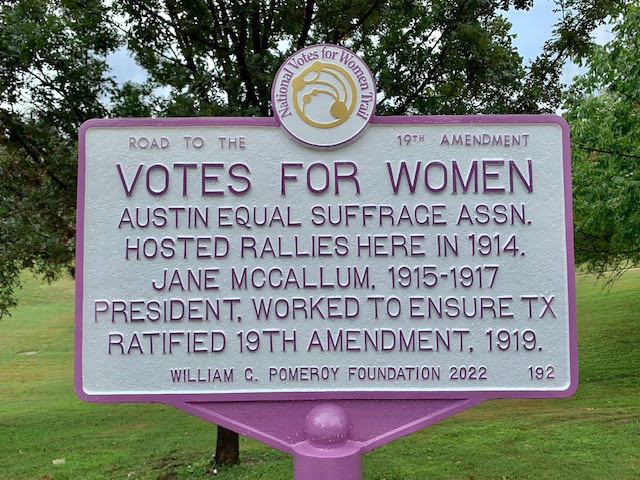 National Votes for Women Trail
ROAD TO THE 19TH AMENDMENT
VOTES FOR WOMEN
AUSTIN EQUAL SUFFRAGE ASSN.
HOSTED RALLIES HERE IN 1914.
JANE MCCALLUM, 1915-1917
PRESIDENT, WORKED TO ENSURE TX
RATIFIED 19TH AMENDMENT, 1919.
WILLIAM G. POMEROY FOUNDATION 2022 192